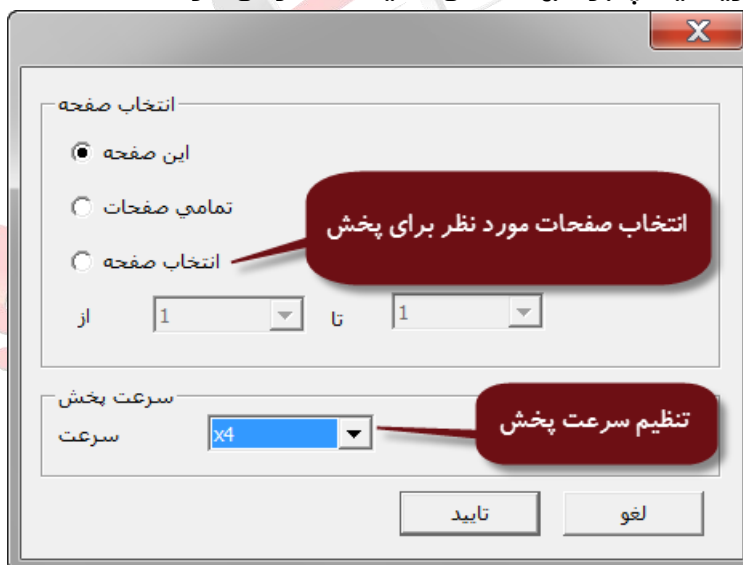 انتخاب صفحه
این صفحه
تمامي صفحات
انتخاب صفحات مورد نظر برای پخش
انتخاب صفحه
از 1 تا 1
سرعت پخش
سرعت x4
تنظیم سرعت پخش
تایید
لغو